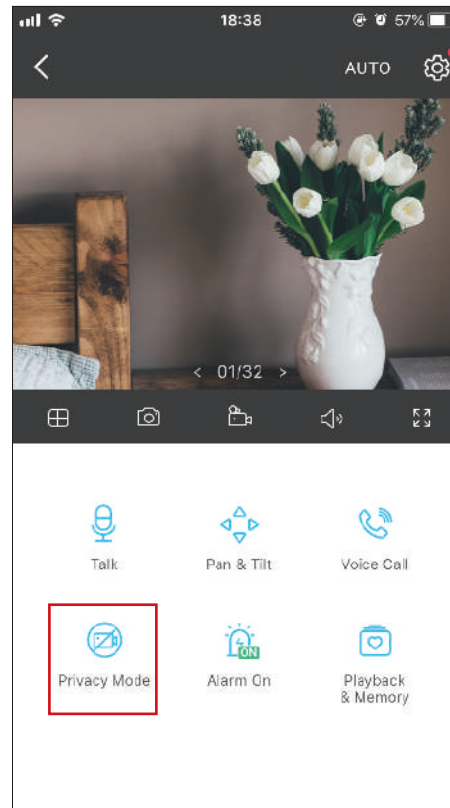 18:38
57%
AUTO
< 01/32 >
Talk
Pan & Tilt
Voice Call
Privacy Mode
ON
Alarm On
Playback
& Memory